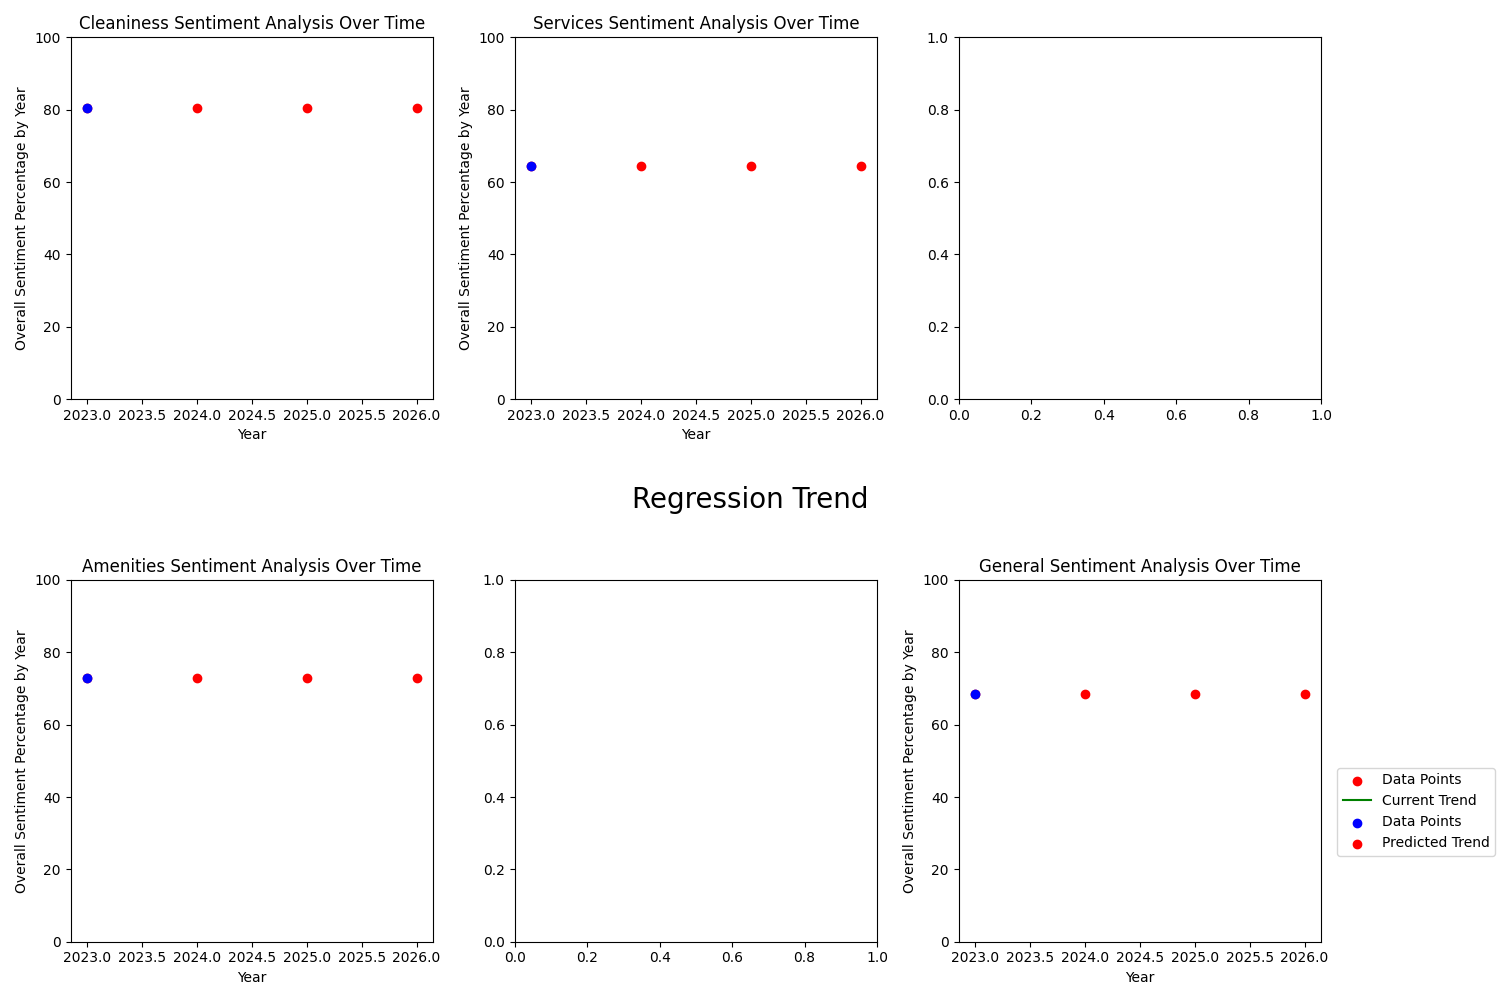 Cleaniness Sentiment Analysis Over Time
Overall Sentiment Percentage by Year
100
80
60
40
20
0
2023.0 2023.5 2024.0 2024.5 2025.0 2025.5 2026.0
Year
Services Sentiment Analysis Over Time
Overall Sentiment Percentage by Year
100
80
60
40
20
0
2023.0 2023.5 2024.0 2024.5 2025.0 2025.5 2026.0
Year
1.0
0.8
0.6
0.4
0.2
0.0
0.0 0.2 0.4 0.6 0.8 1.0
Regression Trend
Amenities Sentiment Analysis Over Time
Overall Sentiment Percentage by Year
100
80
60
40
20
0
2023.0 2023.5 2024.0 2024.5 2025.0 2025.5 2026.0
Year
1.0
0.8
0.6
0.4
0.2
0.0
0.0 0.2 0.4 0.6 0.8 1.0
General Sentiment Analysis Over Time
Overall Sentiment Percentage by Year
100
80
60
40
20
0
2023.0 2023.5 2024.0 2024.5 2025.0 2025.5 2026.0
Year
Data Points
Current Trend
Data Points
Predicted Trend